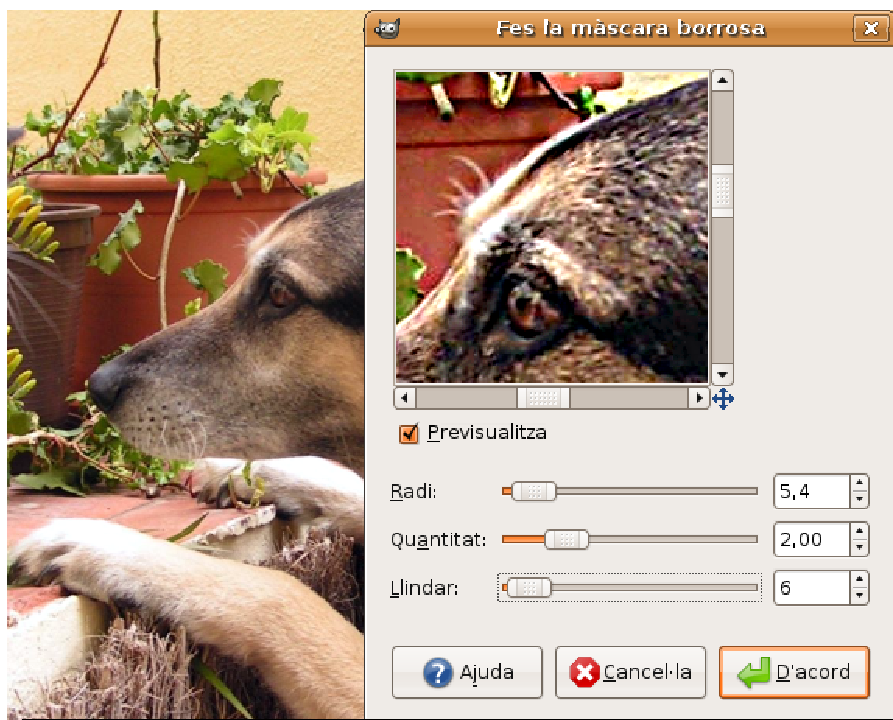 Fes la màscara borrosa
Previsualitza
Radi: 5,4
Quantitat: 2,00
Llindar: 6
Ajuda Cancel·la D'acord